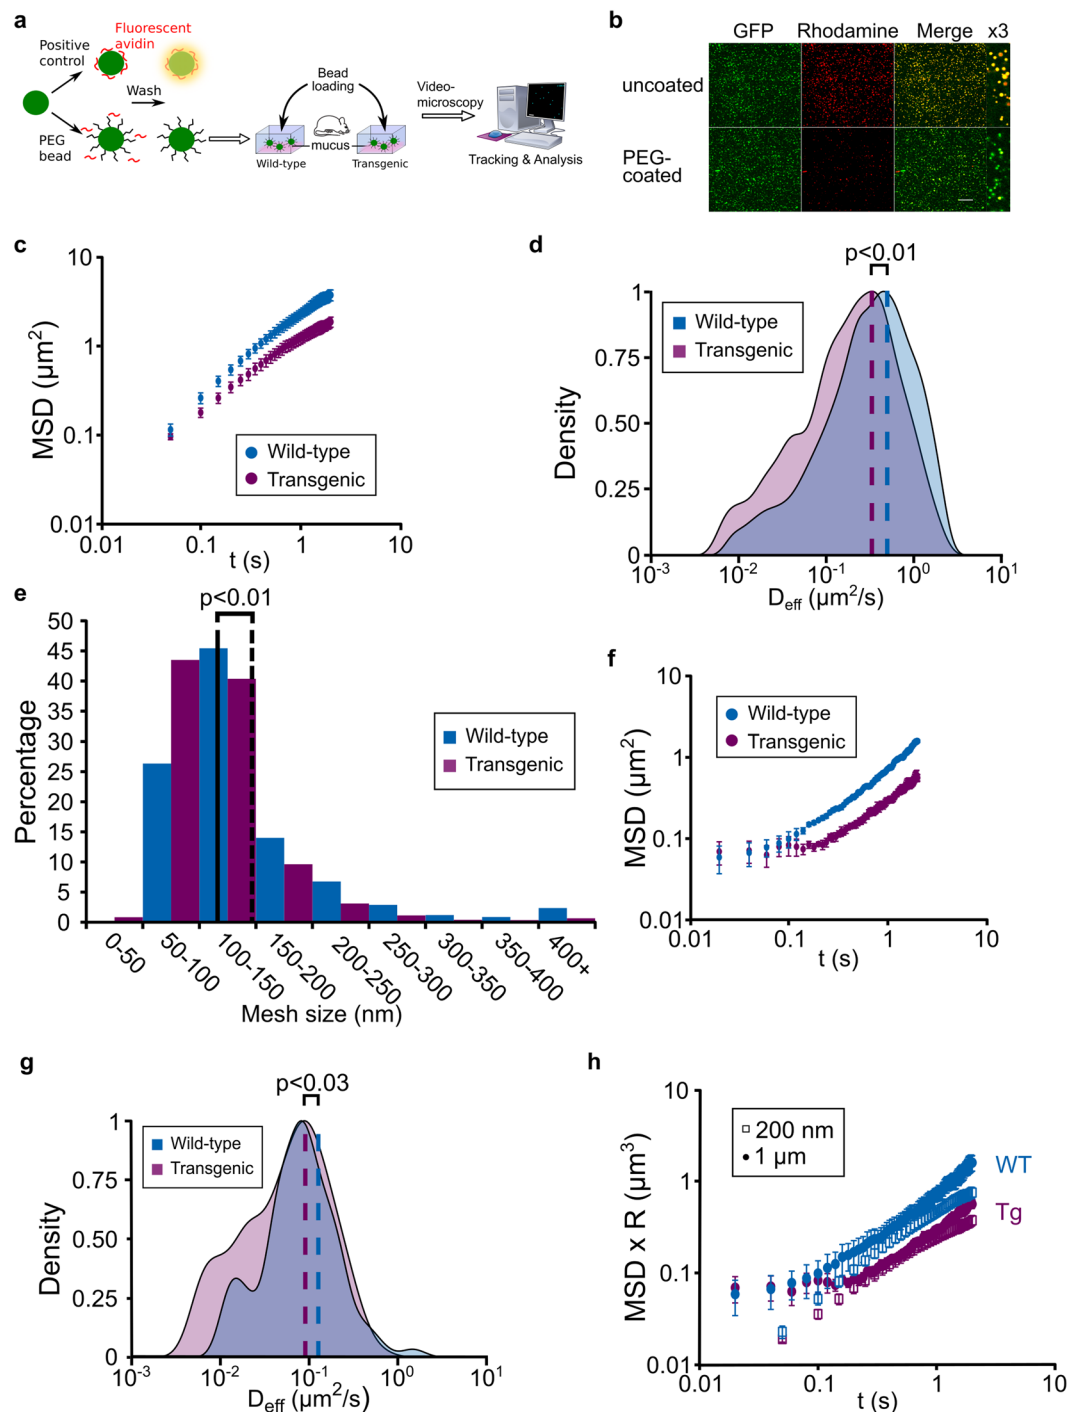 a
Positive
control
Fluorescent
avidin
Wash
PEG
bead
Bead
loading
mucus
Wild-type
Transgenic
Video-
microscopy
Tracking & Analysis
b
GFP Rhodamine Merge x3
uncoated
PEG-
coated
c
MSD (µm²)
10
1
0.1
0.01
0.01 0.1 1 10
t (s)
Wild-type
Transgenic
d
p<0.01
Density
1
0.75
0.50
0.25
0
10⁻³ 10⁻² 10⁻¹ 10⁰ 10¹
Deff (µm²/s)
Wild-type
Transgenic
e
p<0.01
Percentage
50
45
40
35
30
25
20
15
10
5
0
0-50 50-100 100-150 150-200 200-250 250-300 300-350 350-400 400+
Mesh size (nm)
Wild-type
Transgenic
f
MSD (µm²)
10
1
0.1
0.01
0.01 0.1 1 10
t (s)
Wild-type
Transgenic
g
p<0.03
Density
1
0.75
0.50
0.25
0
10⁻³ 10⁻² 10⁻¹ 10⁰ 10¹
Deff (µm²/s)
Wild-type
Transgenic
h
MSD x R (µm³)
10
1
0.1
0.01
0.01 0.1 1 10
t (s)
200 nm
1 µm
WT
Tg